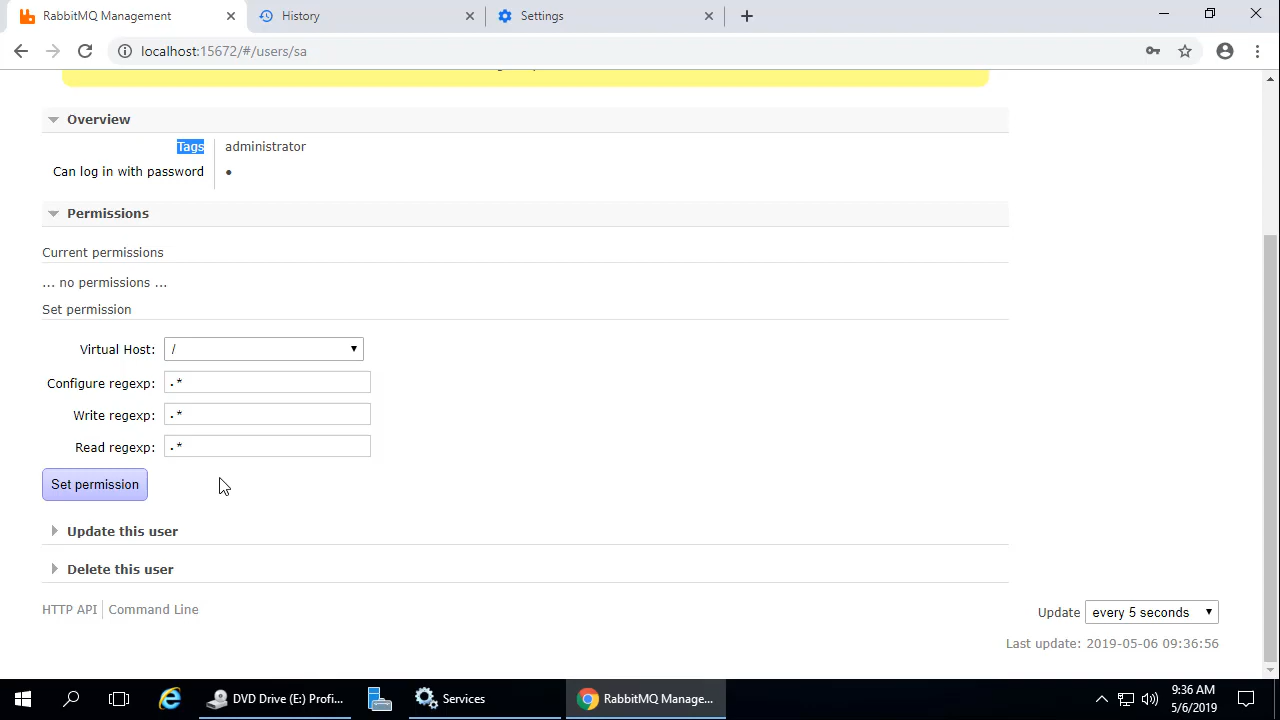 RabbitMQ Management
History
Settings
localhost:15672/#/users/sa
Overview
Tags administrator
Can log in with password •
Permissions
Current permissions
... no permissions ...
Set permission
Virtual Host: /
Configure regexp: .*
Write regexp: .*
Read regexp: .*
Set permission
Update this user
Delete this user
HTTP API Command Line
Update every 5 seconds
Last update: 2019-05-06 09:36:56
DVD Drive (E:) Profi...
Services
RabbitMQ Manage...
9:36 AM
5/6/2019